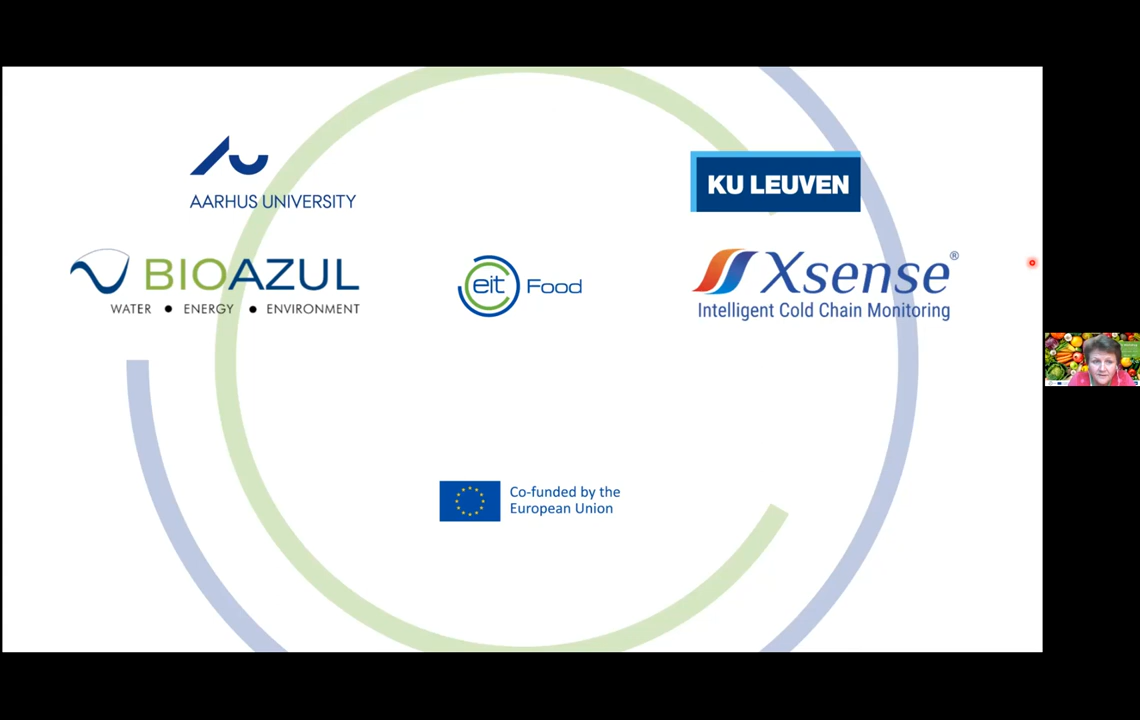 AARHUS UNIVERSITY
KU LEUVEN
BIOAZUL
WATER ● ENERGY ● ENVIRONMENT
eit Food
Xsense®
Intelligent Cold Chain Monitoring
Co-funded by the
European Union